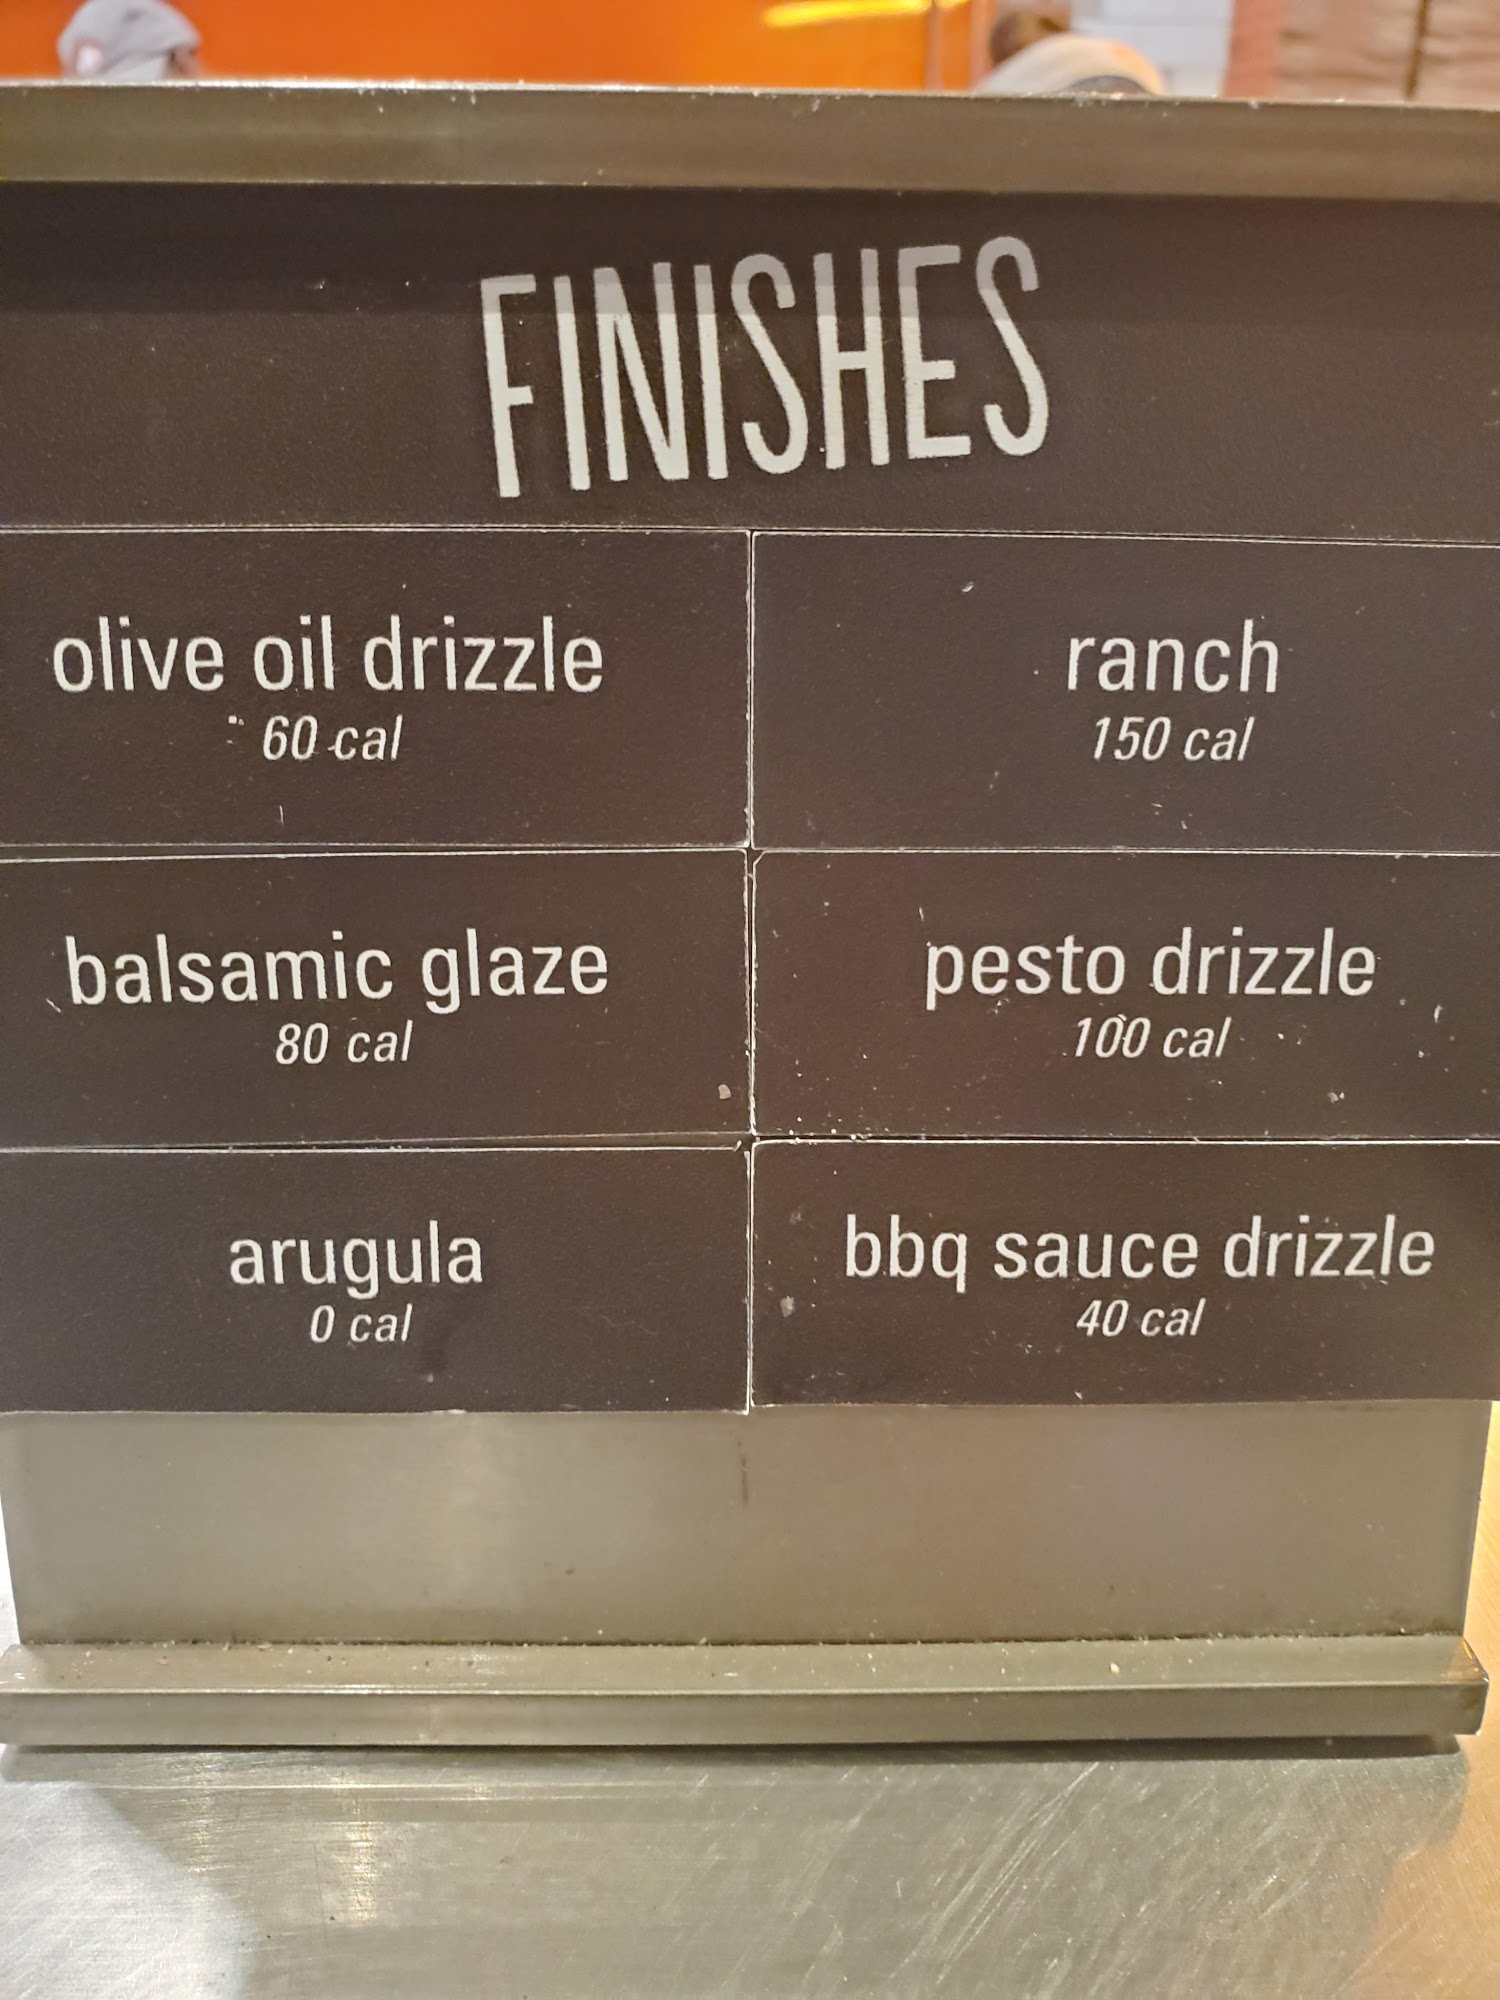 FINISHES
olive oil drizzle
60 cal
ranch
150 cal
balsamic glaze
80 cal
pesto drizzle
100 cal
arugula
0 cal
bbq sauce drizzle
40 cal